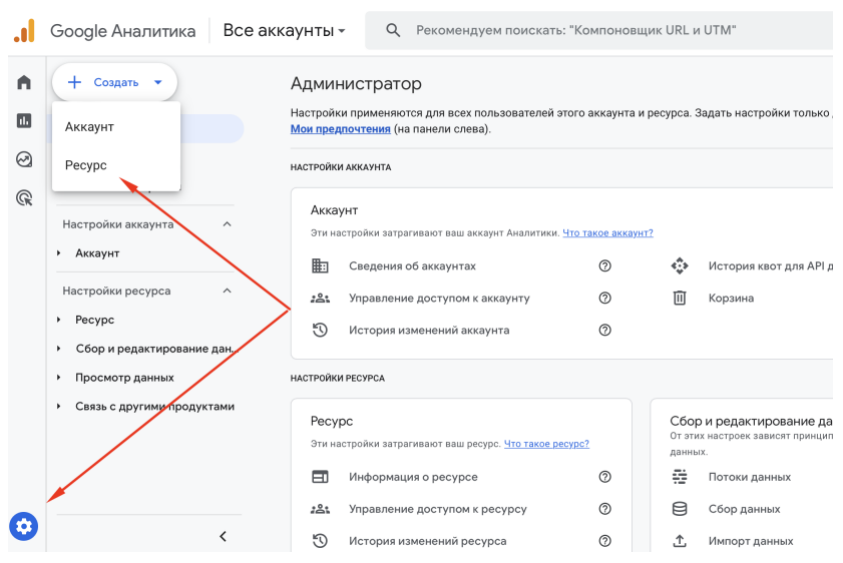 Google Аналитика
Все аккаунты
Рекомендуем поискать: "Компоновщик URL и UTM"
Создать
Аккаунт
Ресурс
Настройки аккаунта
Аккаунт
Настройки ресурса
Ресурс
Сбор и редактирование дан...
Просмотр данных
Связь с другими продуктами
Администратор
Настройки применяются для всех пользователей этого аккаунта и ресурса. Задать настройки только
Мои предпочтения (на панели слева).
НАСТРОЙКИ АККАУНТА
Аккаунт
Эти настройки затрагивают ваш аккаунт Аналитики. Что такое аккаунт?
Сведения об аккаунтах
История квот для API д
Управление доступом к аккаунту
Корзина
История изменений аккаунта
НАСТРОЙКИ РЕСУРСА
Ресурс
Эти настройки затрагивают ваш ресурс. Что такое ресурс?
Информация о ресурсе
Управление доступом к ресурсу
История изменений ресурса
Сбор и редактирование да
От этих настроек зависят принцип
данных.
Потоки данных
Сбор данных
Импорт данных